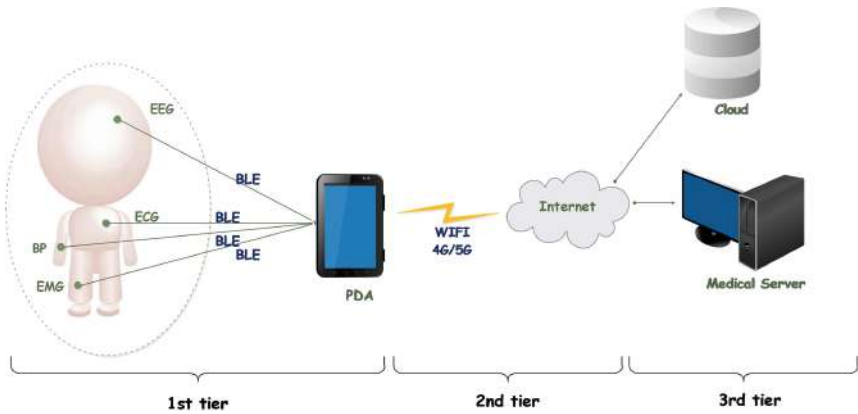 EEG
BLE
ECG
BLE
BP
BLE
BLE
EMG
PDA
WIFI
4G/5G
Internet
Cloud
Medical Server
1st tier
2nd tier
3rd tier